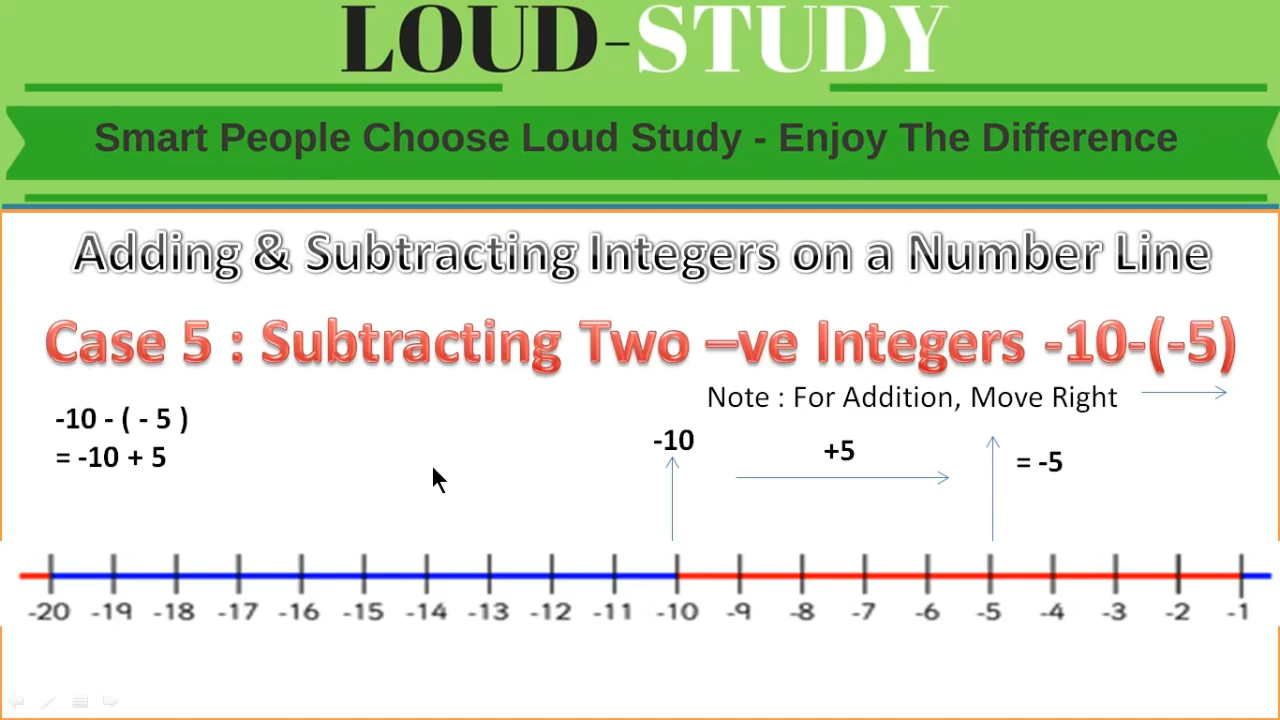 LOUD-STUDY
Smart People Choose Loud Study - Enjoy The Difference
Adding & Subtracting Integers on a Number Line
Case 5 : Subtracting Two –ve Integers -10-(-5)
Note : For Addition, Move Right
-10 - ( - 5 )
= -10 + 5
-10
+5
= -5
-20 -19 -18 -17 -16 -15 -14 -13 -12 -11 -10 -9 -8 -7 -6 -5 -4 -3 -2 -1